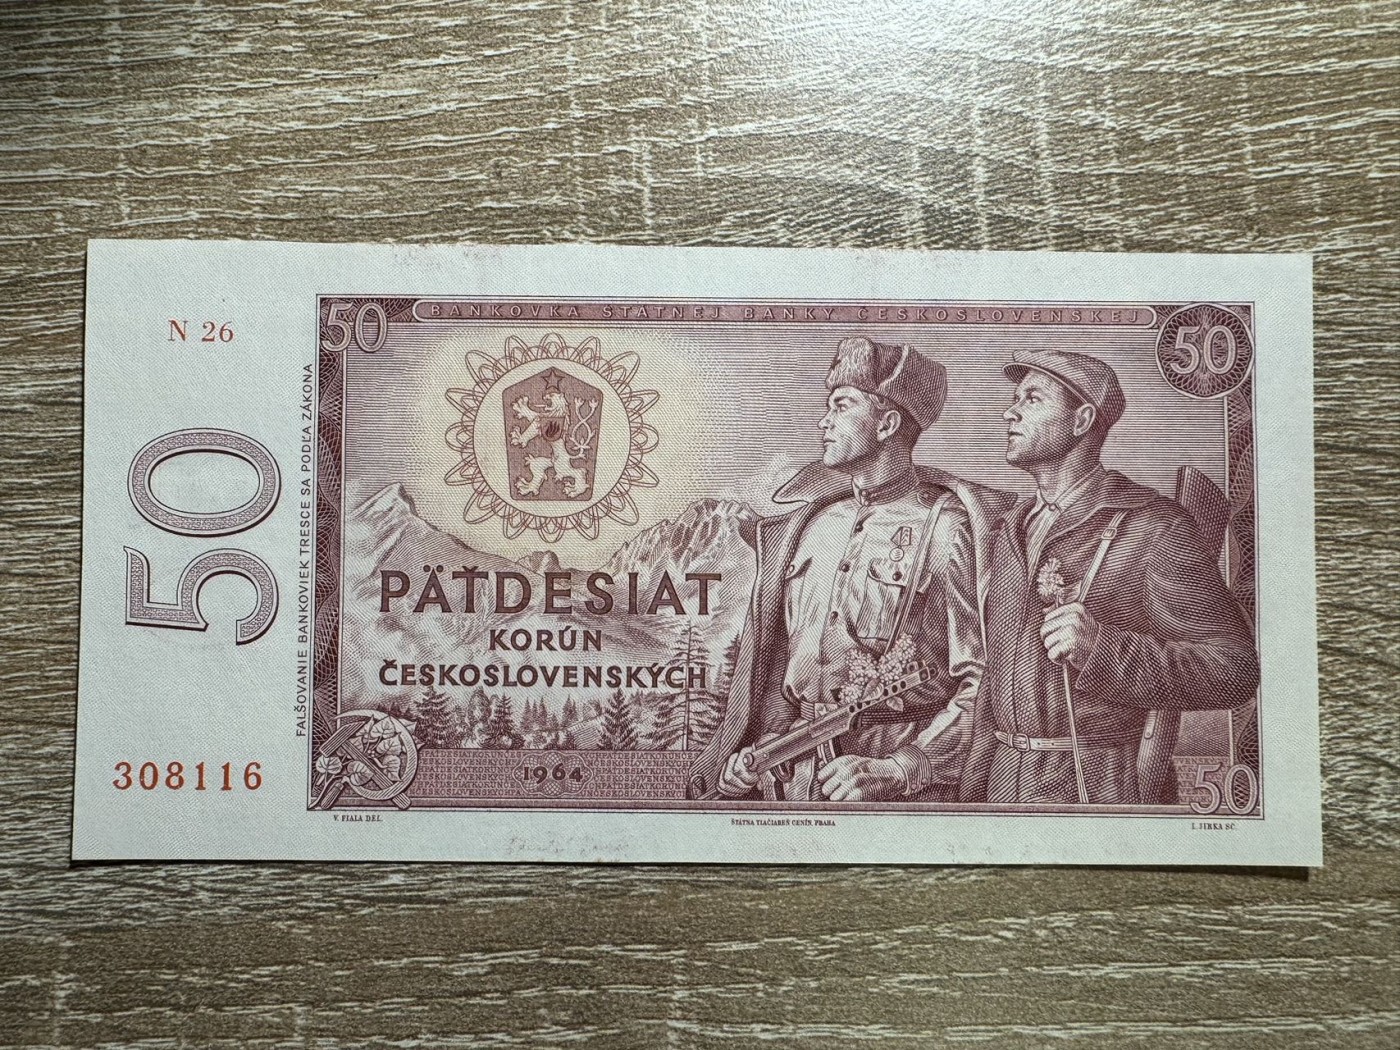 N 26
50
FALŠOVANIE BANKOVIEK TRESCE SA PODĽA ZÁKONA
308116
50
BANKOVKA ŠTÁTNEJ BANKY ČESKOSLOVENSKEJ
50
PÄŤDESIAT
KORÚN
ČESKOSLOVENSKÝCH
1964
50
V. FIALA DEL.
ŠTÁTNA TLAČIAREŇ CENÍN, PRAHA
J. JIRKA SC.